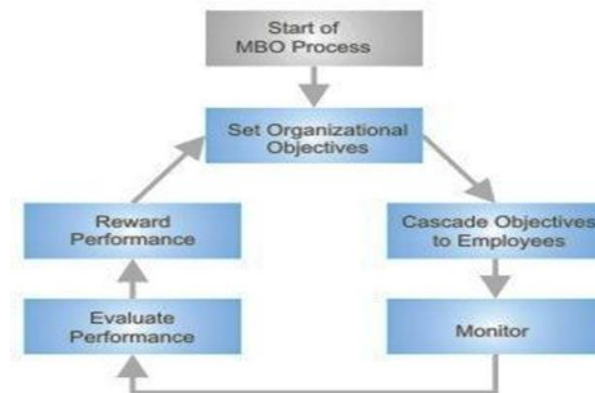 Start of
MBO Process
Set Organizational
Objectives
Cascade Objectives
to Employees
Monitor
Evaluate
Performance
Reward
Performance